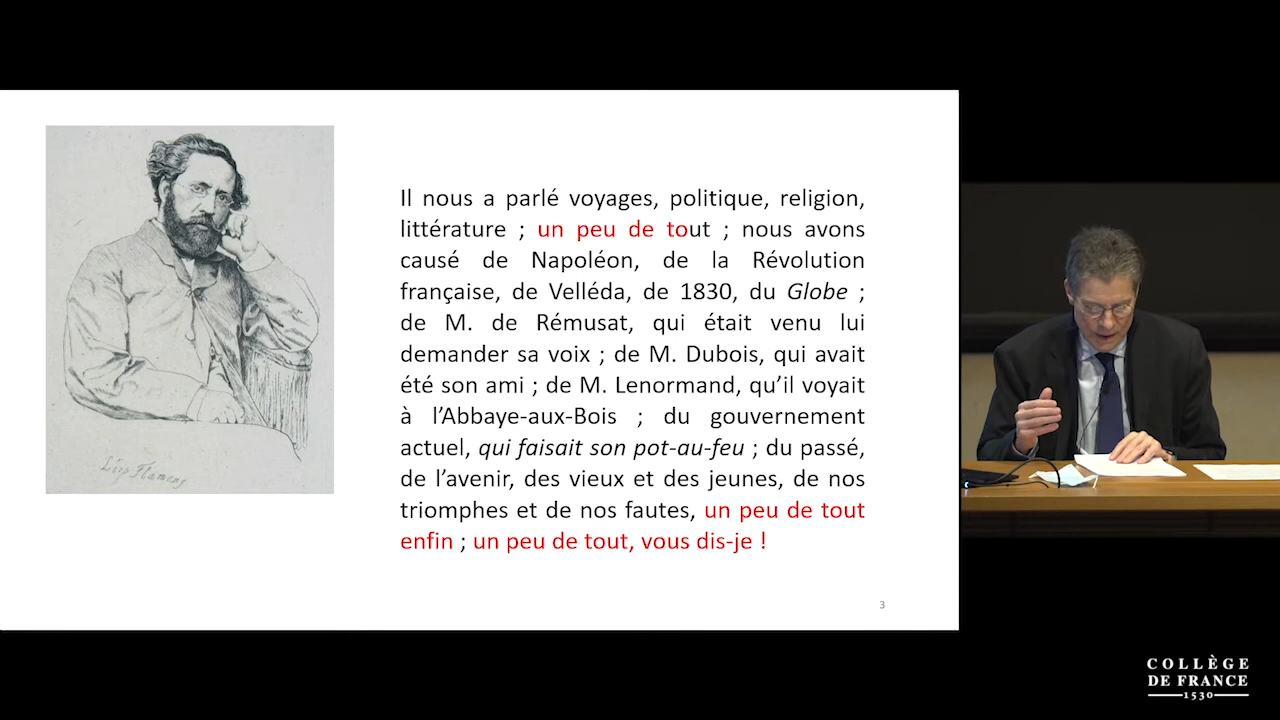 Il nous a parlé voyages, politique, religion,
littérature ; un peu de tout ; nous avons
causé de Napoléon, de la Révolution
française, de Velléda, de 1830, du Globe ;
de M. de Rémusat, qui était venu lui
demander sa voix ; de M. Dubois, qui avait
été son ami ; de M. Lenormand, qu’il voyait
à l’Abbaye-aux-Bois ; du gouvernement
actuel, qui faisait son pot-au-feu ; du passé,
de l’avenir, des vieux et des jeunes, de nos
triomphes et de nos fautes, un peu de tout
enfin ; un peu de tout, vous dis-je !
Léop Flameng
3
COLLÈGE
DE FRANCE
1530